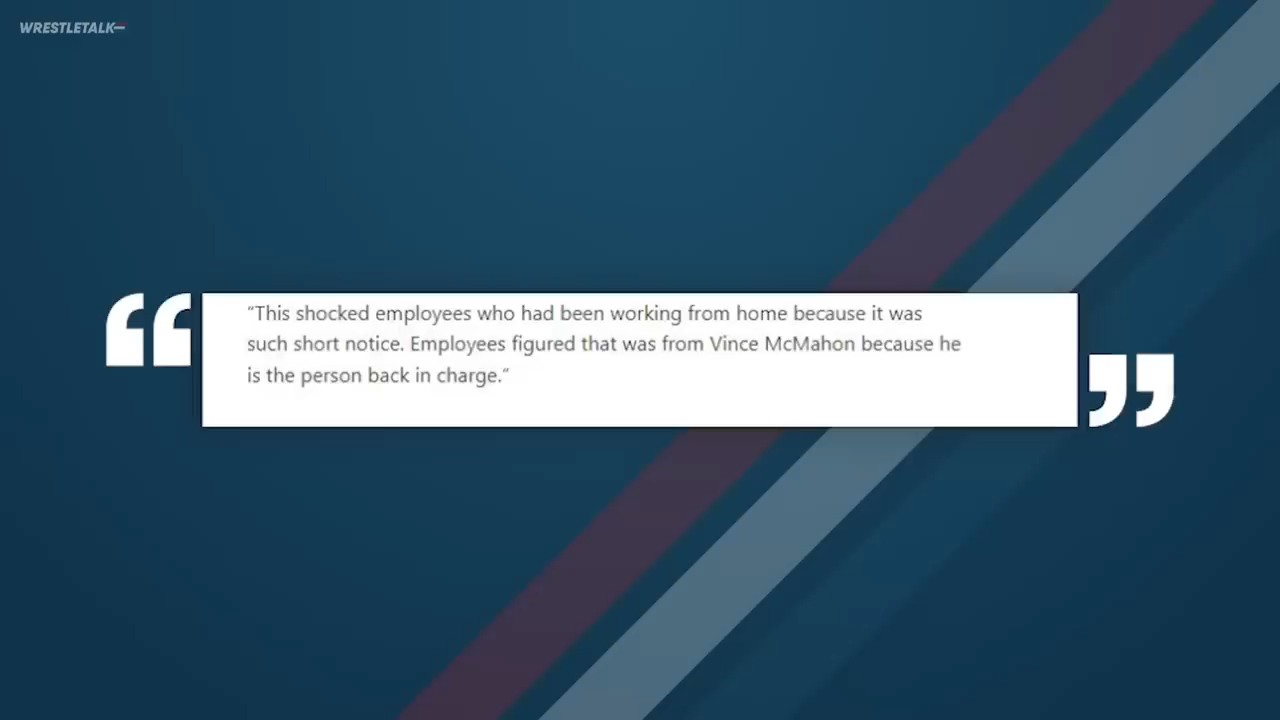 WRESTLETALK
“This shocked employees who had been working from home because it was
such short notice. Employees figured that was from Vince McMahon because he
is the person back in charge.“